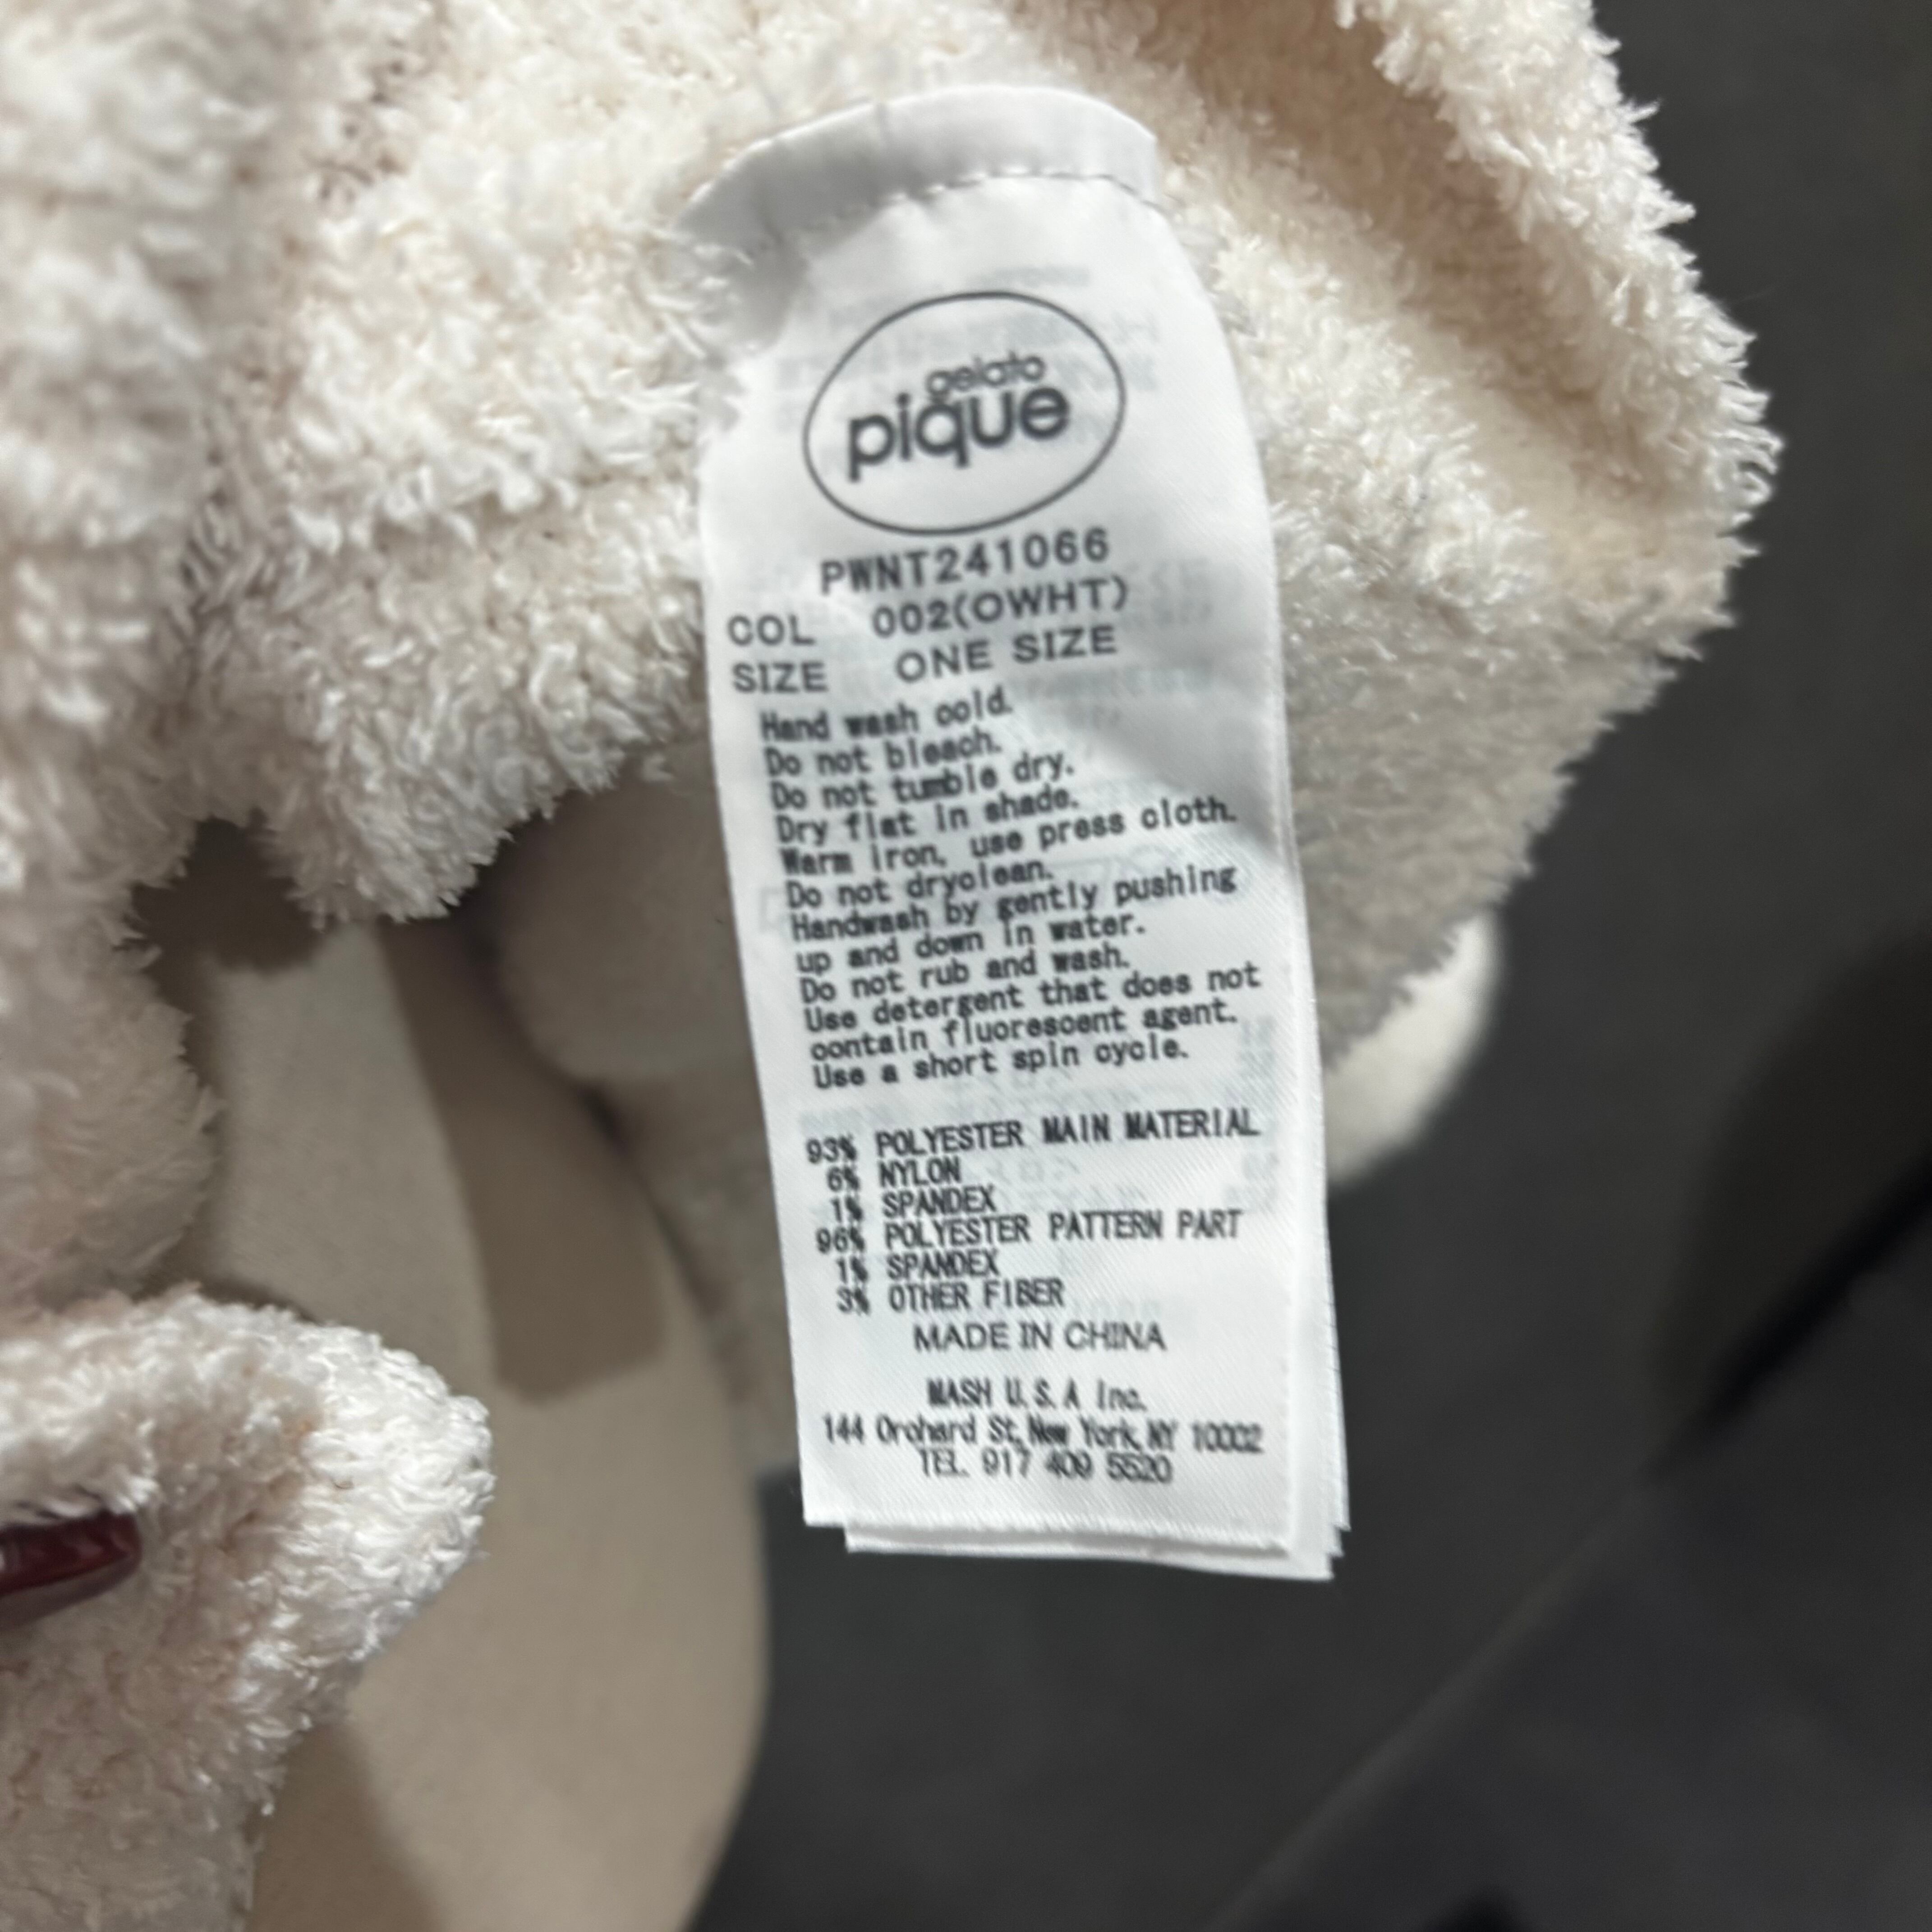 gelato
pique
PWNT241066
COL 002(OWHT)
SIZE ONE SIZE
Hand wash cold.
Do not bleach.
Do not tumble dry.
Dry flat in shade.
Warm iron, use press cloth.
Do not dryclean.
Handwash by gently pushing
up and down in water.
Do not rub and wash.
Use detergent that does not
contain fluorescent agent.
Use a short spin cycle.
93% POLYESTER MAIN MATERIAL
6% NYLON
1% SPANDEX
96% POLYESTER PATTERN PART
1% SPANDEX
3% OTHER FIBER
MADE IN CHINA
MASH U.S.A Inc.
144 Orchard St, New York, NY 10002
TEL. 917 409 5520